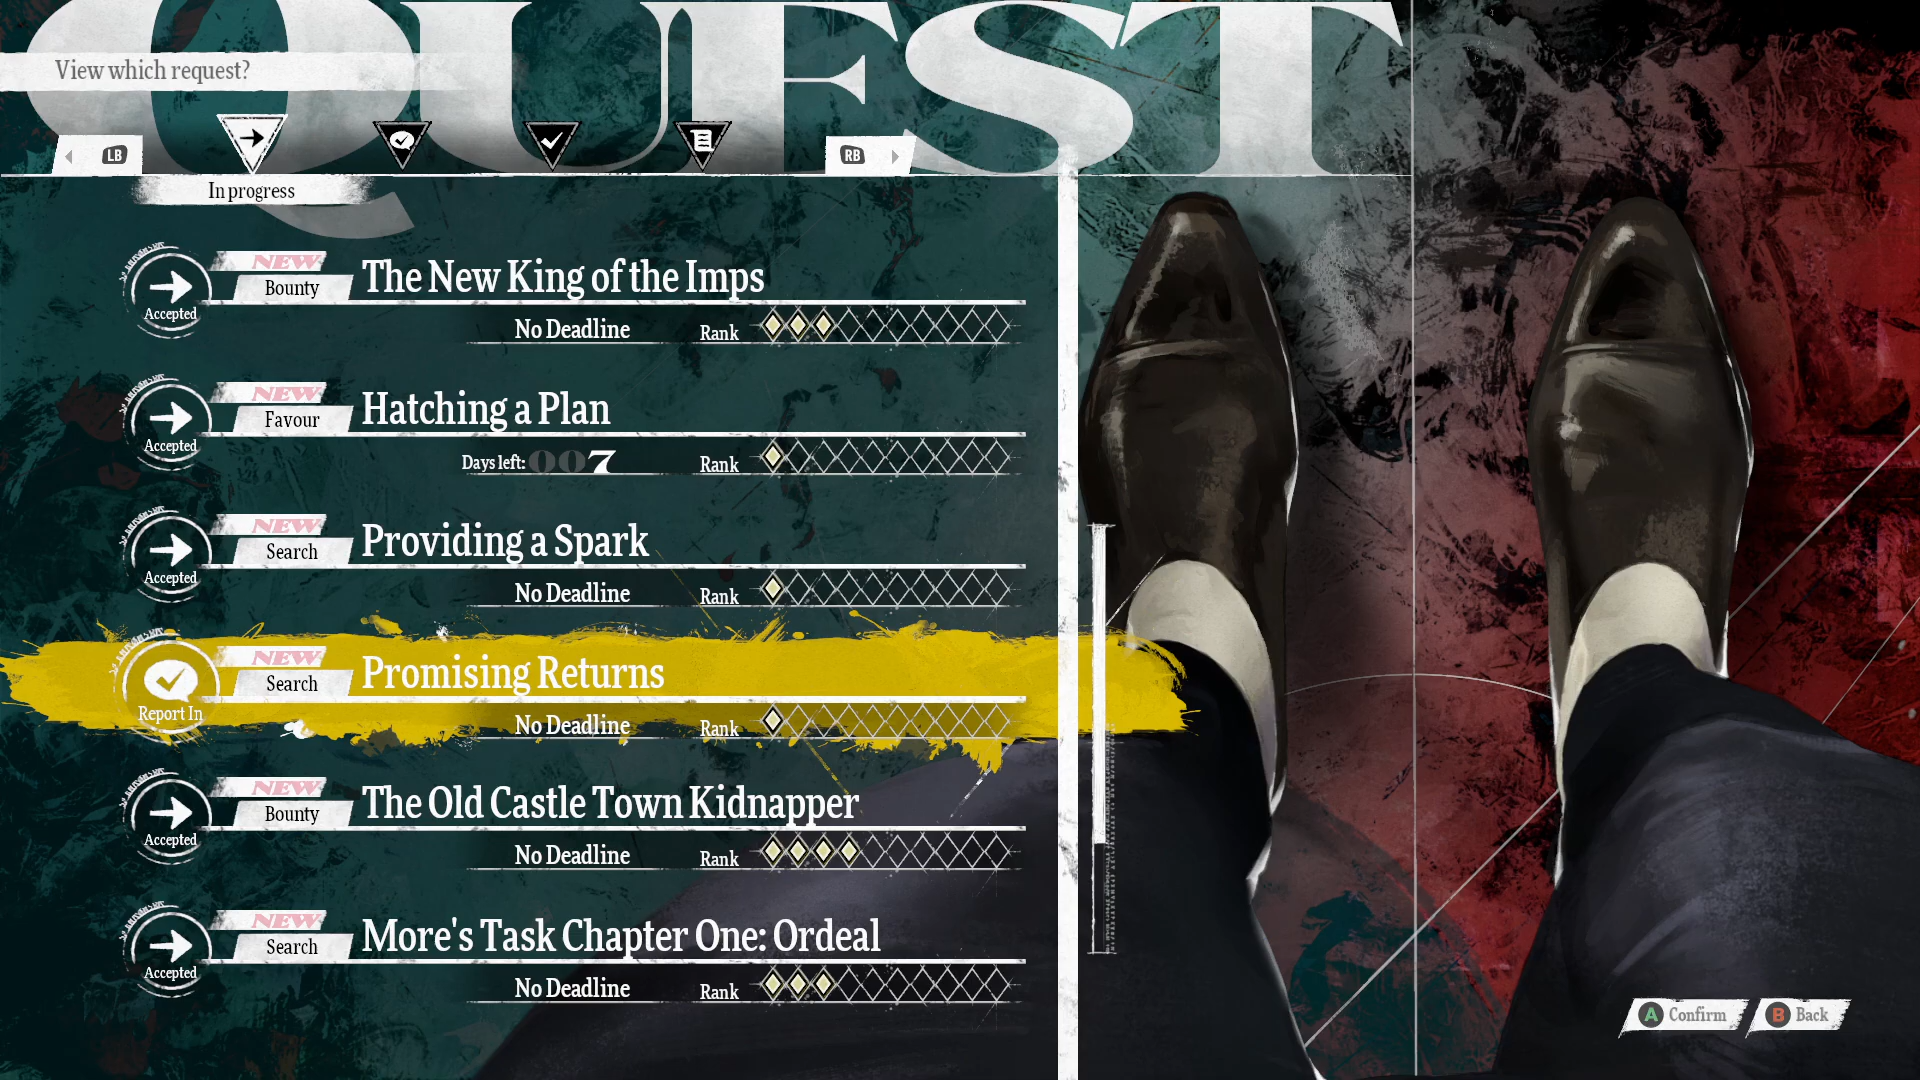 QUEST
View which request?
LB
RB
In progress
NEW
Bounty
The New King of the Imps
Accepted
No Deadline
Rank
NEW
Favour
Hatching a Plan
Accepted
Days left: 007
Rank
NEW
Search
Providing a Spark
Accepted
No Deadline
Rank
NEW
Search
Promising Returns
Report In
No Deadline
Rank
NEW
Bounty
The Old Castle Town Kidnapper
Accepted
No Deadline
Rank
NEW
Search
More's Task Chapter One: Ordeal
Accepted
No Deadline
Rank
A Confirm
B Back